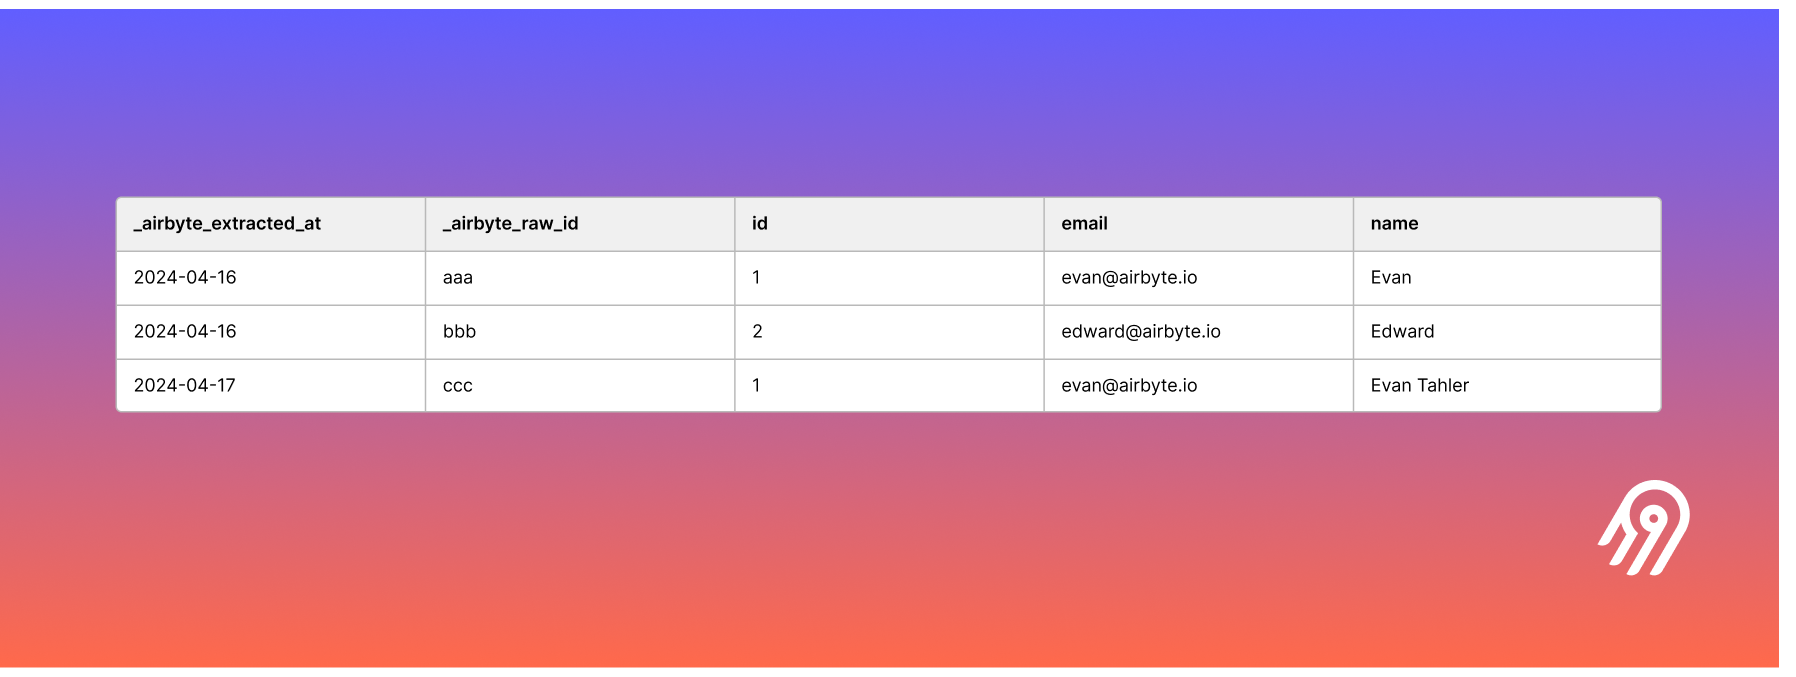 _airbyte_extracted_at _airbyte_raw_id id email name
2024-04-16 aaa 1 evan@airbyte.io Evan
2024-04-16 bbb 2 edward@airbyte.io Edward
2024-04-17 ccc 1 evan@airbyte.io Evan Tahler